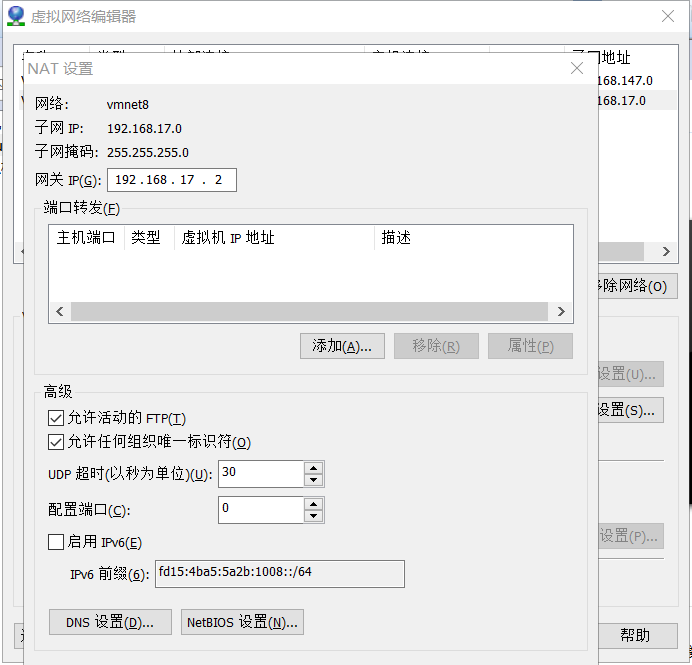 虚拟网络编辑器
子网地址
168.147.0
168.17.0
NAT 设置
网络: vmnet8
子网 IP: 192.168.17.0
子网掩码: 255.255.255.0
网关 IP(G): 192 . 168 . 17 . 2
端口转发(F)
主机端口 类型 虚拟机 IP 地址 描述
添加(A)... 移除(R) 属性(P)
移除网络(O)
设置(U)...
设置(S)...
设置(P)...
高级
允许活动的 FTP(T)
允许任何组织唯一标识符(O)
UDP 超时(以秒为单位)(U): 30
配置端口(C): 0
启用 IPv6(E)
IPv6 前缀(6): fd15:4ba5:5a2b:1008::/64
DNS 设置(D)... NetBIOS 设置(N)...
帮助